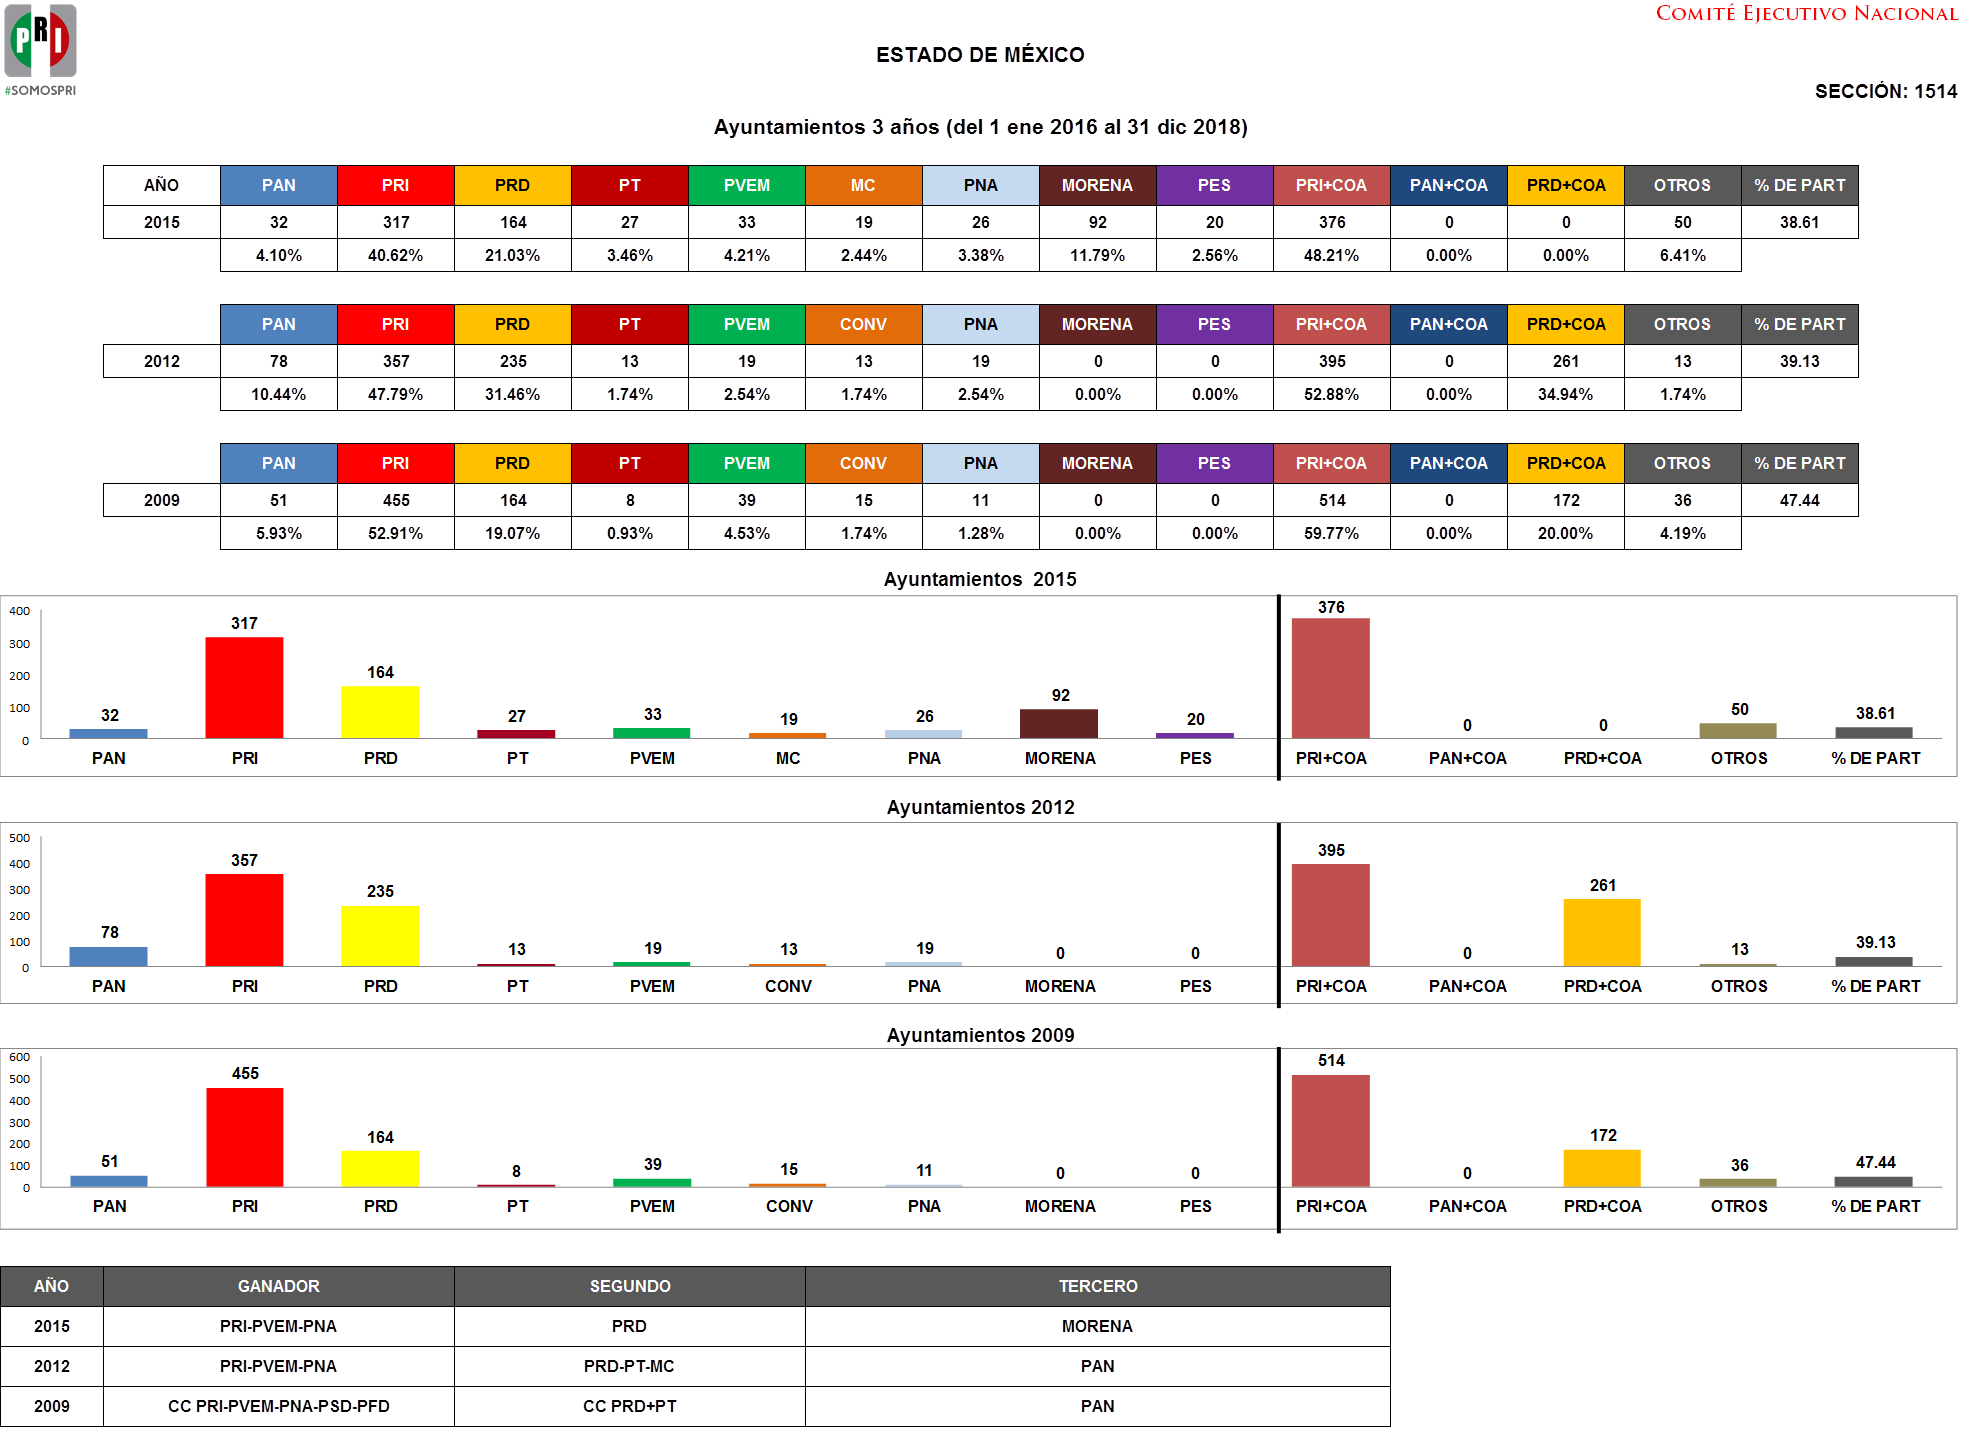 PRI
#SOMOSPRI
COMITÉ EJECUTIVO NACIONAL
ESTADO DE MÉXICO
SECCIÓN: 1514
Ayuntamientos 3 años (del 1 ene 2016 al 31 dic 2018)
AÑO PAN PRI PRD PT PVEM MC PNA MORENA PES PRI+COA PAN+COA PRD+COA OTROS % DE PART
2015 32 317 164 27 33 19 26 92 20 376 0 0 50 38.61
4.10% 40.62% 21.03% 3.46% 4.21% 2.44% 3.38% 11.79% 2.56% 48.21% 0.00% 0.00% 6.41%
PAN PRI PRD PT PVEM CONV PNA MORENA PES PRI+COA PAN+COA PRD+COA OTROS % DE PART
2012 78 357 235 13 19 13 19 0 0 395 0 261 13 39.13
10.44% 47.79% 31.46% 1.74% 2.54% 1.74% 2.54% 0.00% 0.00% 52.88% 0.00% 34.94% 1.74%
PAN PRI PRD PT PVEM CONV PNA MORENA PES PRI+COA PAN+COA PRD+COA OTROS % DE PART
2009 51 455 164 8 39 15 11 0 0 514 0 172 36 47.44
5.93% 52.91% 19.07% 0.93% 4.53% 1.74% 1.28% 0.00% 0.00% 59.77% 0.00% 20.00% 4.19%
Ayuntamientos 2015
400
300
200
100
0
32 317 164 27 33 19 26 92 20 376 0 0 50 38.61
PAN PRI PRD PT PVEM MC PNA MORENA PES PRI+COA PAN+COA PRD+COA OTROS % DE PART
Ayuntamientos 2012
500
400
300
200
100
0
78 357 235 13 19 13 19 0 0 395 0 261 13 39.13
PAN PRI PRD PT PVEM CONV PNA MORENA PES PRI+COA PAN+COA PRD+COA OTROS % DE PART
Ayuntamientos 2009
600
500
400
300
200
100
0
51 455 164 8 39 15 11 0 0 514 0 172 36 47.44
PAN PRI PRD PT PVEM CONV PNA MORENA PES PRI+COA PAN+COA PRD+COA OTROS % DE PART
AÑO GANADOR SEGUNDO TERCERO
2015 PRI-PVEM-PNA PRD MORENA
2012 PRI-PVEM-PNA PRD-PT-MC PAN
2009 CC PRI-PVEM-PNA-PSD-PFD CC PRD+PT PAN